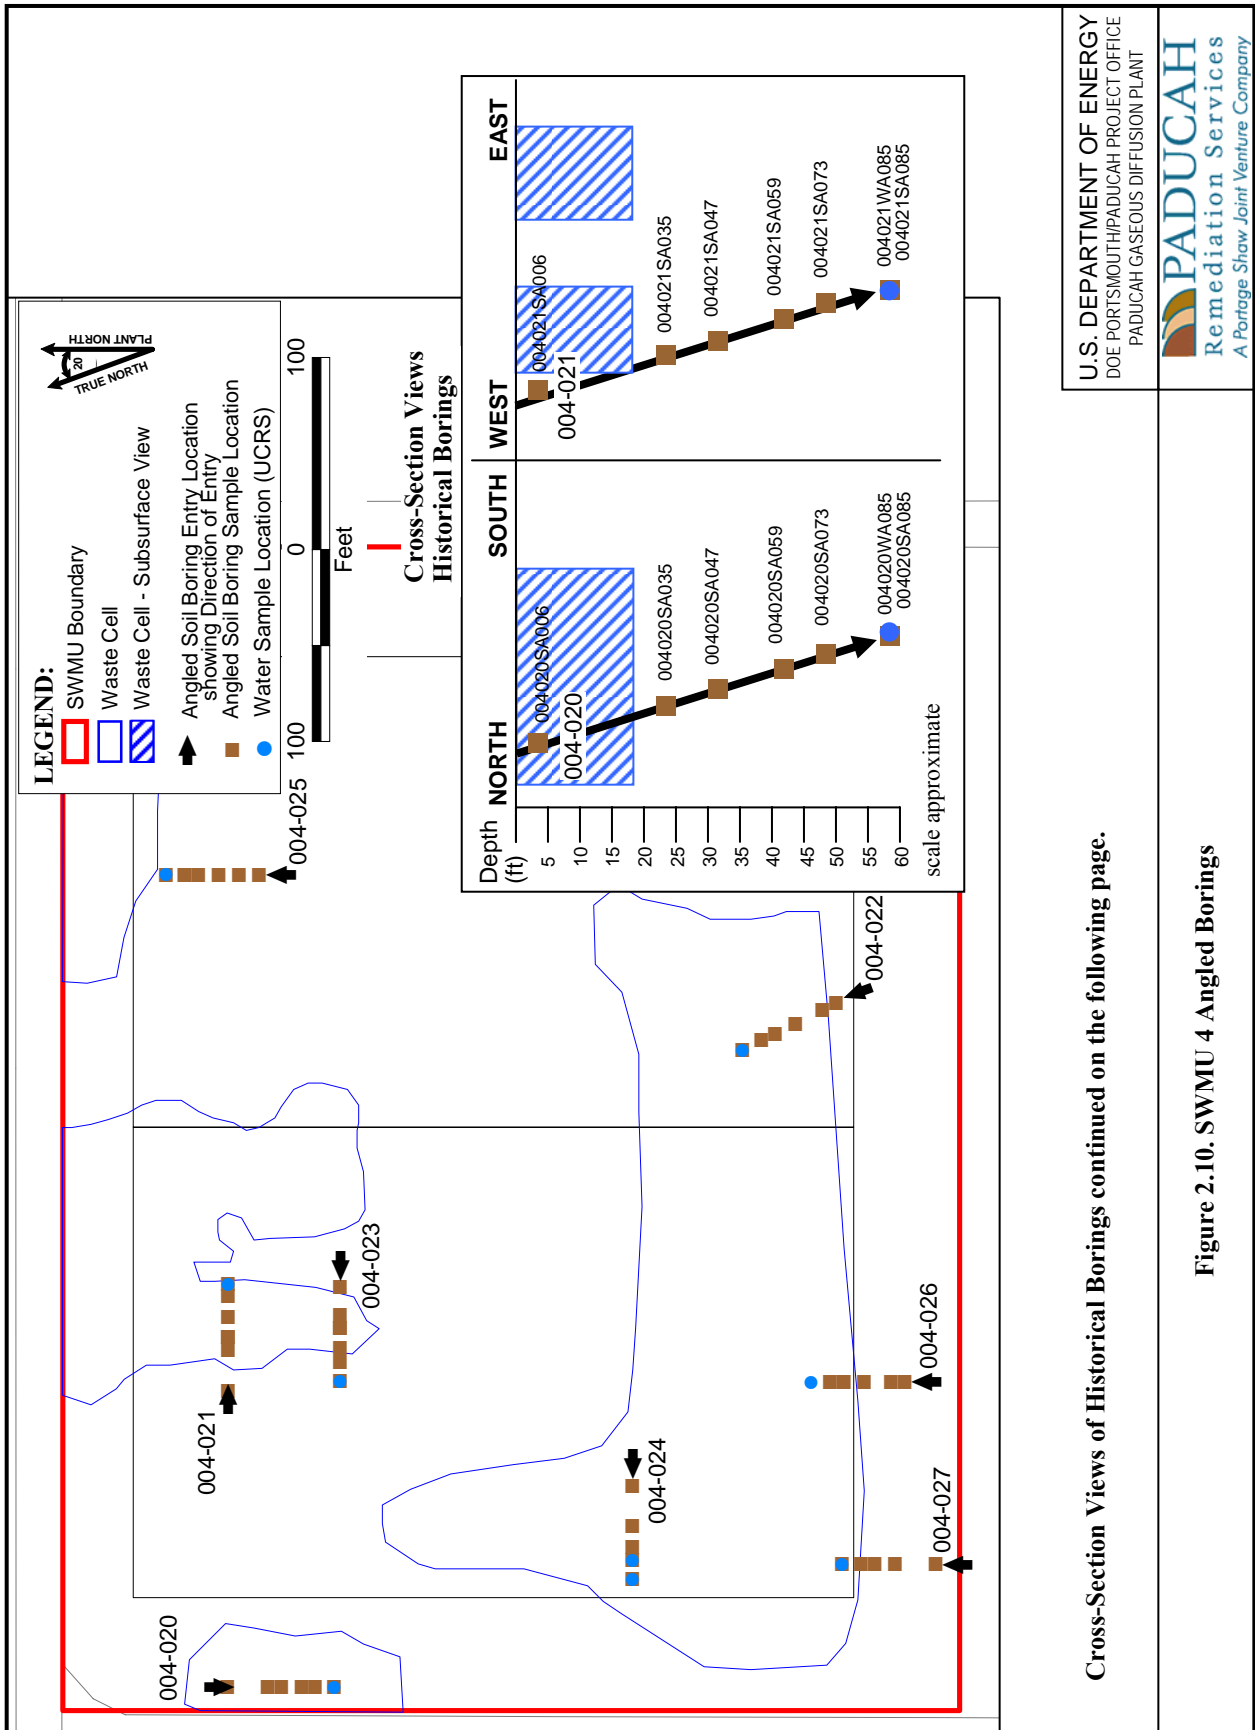 LEGEND:
SWMU Boundary
Waste Cell
Waste Cell - Subsurface View
Angled Soil Boring Entry Location
showing Direction of Entry
Angled Soil Boring Sample Location
Water Sample Location (UCRS)
100
0
100
Feet
20
TRUE NORTH
PLANT NORTH
004-020
004-021
004-023
004-024
004-025
004-022
004-026
004-027
Cross-Section Views
Historical Borings
Depth
(ft)
NORTH
SOUTH
WEST
EAST
5
10
15
20
25
30
35
40
45
50
55
60
004020SA006
004-020
004020SA035
004020SA047
004020SA059
004020SA073
004020WA085
004020SA085
004021SA006
004-021
004021SA035
004021SA047
004021SA059
004021SA073
004021WA085
004021SA085
scale approximate
Cross-Section Views of Historical Borings continued on the following page.
Figure 2.10. SWMU 4 Angled Borings
U.S. DEPARTMENT OF ENERGY
DOE PORTSMOUTH/PADUCAH PROJECT OFFICE
PADUCAH GASEOUS DIFFUSION PLANT
PADUCAH
Remediation Services
A Portage Shaw Joint Venture Company